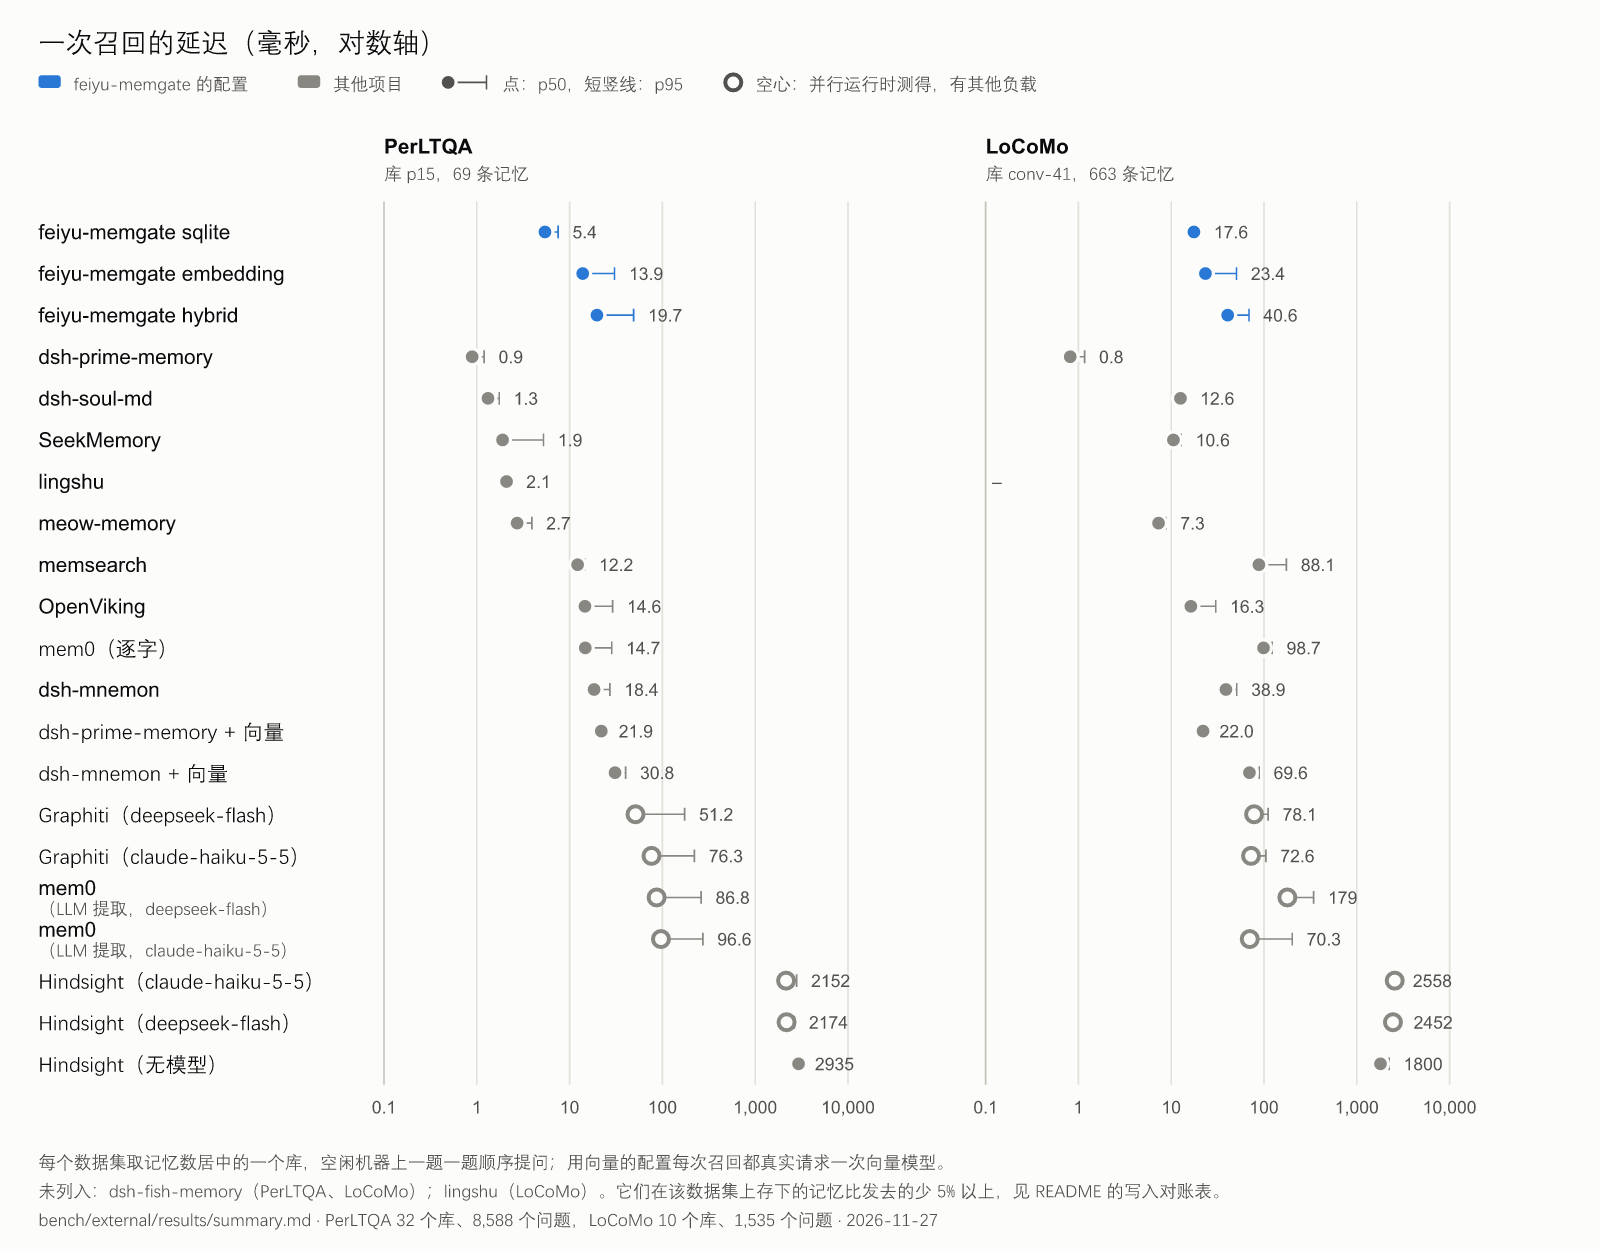 一次召回的延迟（毫秒，对数轴）
feiyu-memgate 的配置 其他项目 点：p50，短竖线：p95 空心：并行运行时测得，有其他负载
PerLTQA LoCoMo
库 p15，69 条记忆 库 conv-41，663 条记忆
feiyu-memgate sqlite 5.4 17.6
feiyu-memgate embedding 13.9 23.4
feiyu-memgate hybrid 19.7 40.6
dsh-prime-memory 0.9 0.8
dsh-soul-md 1.3 12.6
SeekMemory 1.9 10.6
lingshu 2.1 –
meow-memory 2.7 7.3
memsearch 12.2 88.1
OpenViking 14.6 16.3
mem0（逐字） 14.7 98.7
dsh-mnemon 18.4 38.9
dsh-prime-memory + 向量 21.9 22.0
dsh-mnemon + 向量 30.8 69.6
Graphiti（deepseek-flash） 51.2 78.1
Graphiti（claude-haiku-5-5） 76.3 72.6
mem0 86.8 179
（LLM 提取，deepseek-flash）
mem0 96.6 70.3
（LLM 提取，claude-haiku-5-5）
Hindsight（claude-haiku-5-5） 2152 2558
Hindsight（deepseek-flash） 2174 2452
Hindsight（无模型） 2935 1800
0.1 1 10 100 1,000 10,000 0.1 1 10 100 1,000 10,000
每个数据集取记忆数居中的一个库，空闲机器上一题一题顺序提问；用向量的配置每次召回都真实请求一次向量模型。
未列入：dsh-fish-memory（PerLTQA、LoCoMo）；lingshu（LoCoMo）。它们在该数据集上存下的记忆比发去的少 5% 以上，见 README 的写入对账表。
bench/external/results/summary.md · PerLTQA 32 个库、8,588 个问题，LoCoMo 10 个库、1,535 个问题 · 2026-11-27